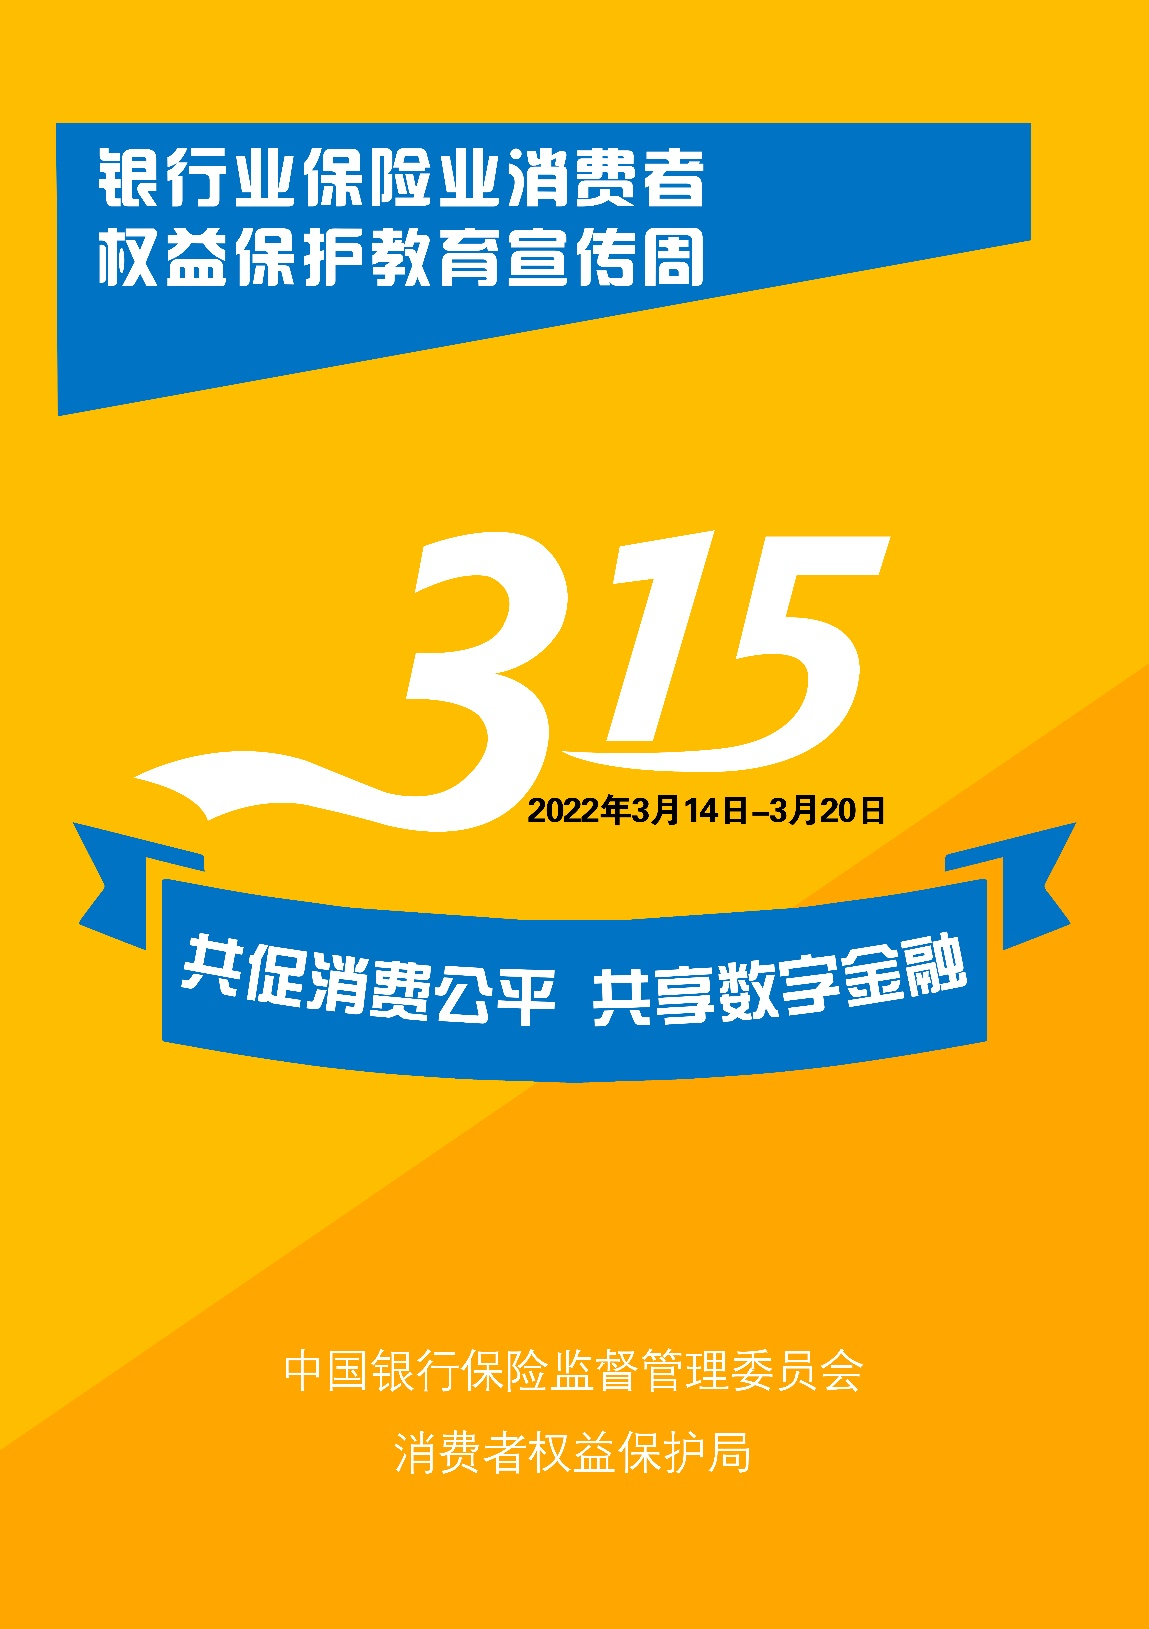 银行业保险业消费者
权益保护教育宣传周
315
2022年3月14日-3月20日
共促消费公平 共享数字金融
中国银行保险监督管理委员会
消费者权益保护局